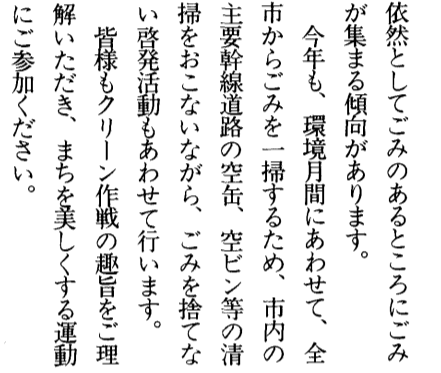 依然としてごみのあるところにごみ
が集まる傾向があります。
今年も、環境月間にあわせて、全
市からごみを一掃するため、市内の
主要幹線道路の空缶、空ビン等の清
掃をおこないながら、ごみを捨てな
い啓発活動もあわせて行います。
皆様もクリーン作戦の趣旨をご理
解いただき、まちを美しくする運動
にご参加ください。